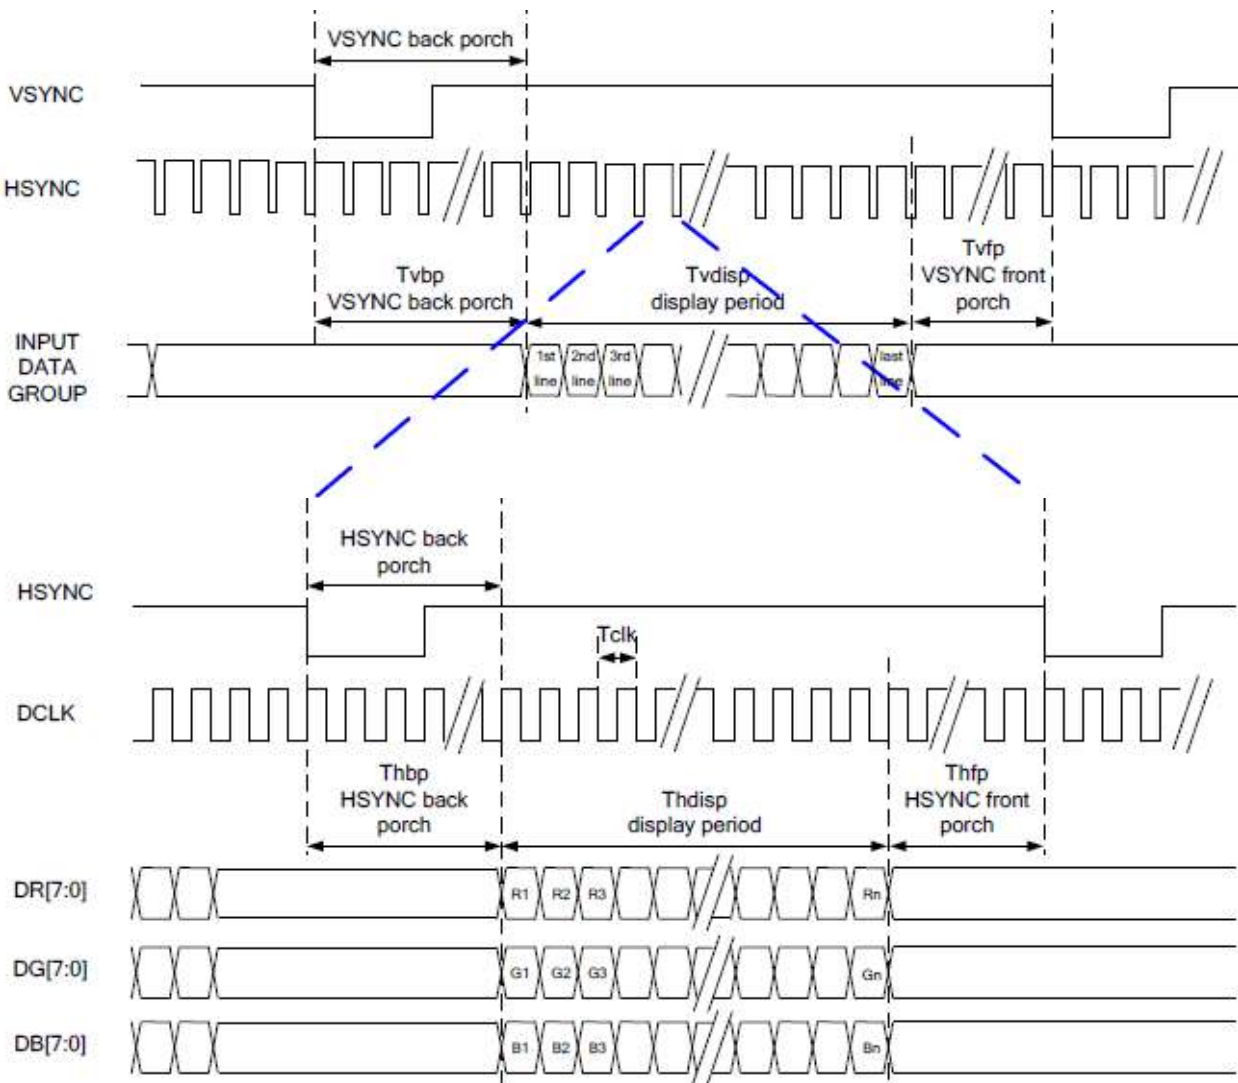 VSYNC back porch
VSYNC
HSYNC
Tvbp
VSYNC back porch
Tvdisp
display period
Tvfp
VSYNC front
porch
INPUT
DATA
GROUP
1st
line
2nd
line
3rd
line
last
line
HSYNC back
porch
HSYNC
Tclk
DCLK
Thbp
HSYNC back
porch
Thdisp
display period
Thfp
HSYNC front
porch
DR[7:0]
R1 R2 R3 Rn
DG[7:0]
G1 G2 G3 Gn
DB[7:0]
B1 B2 B3 Bn